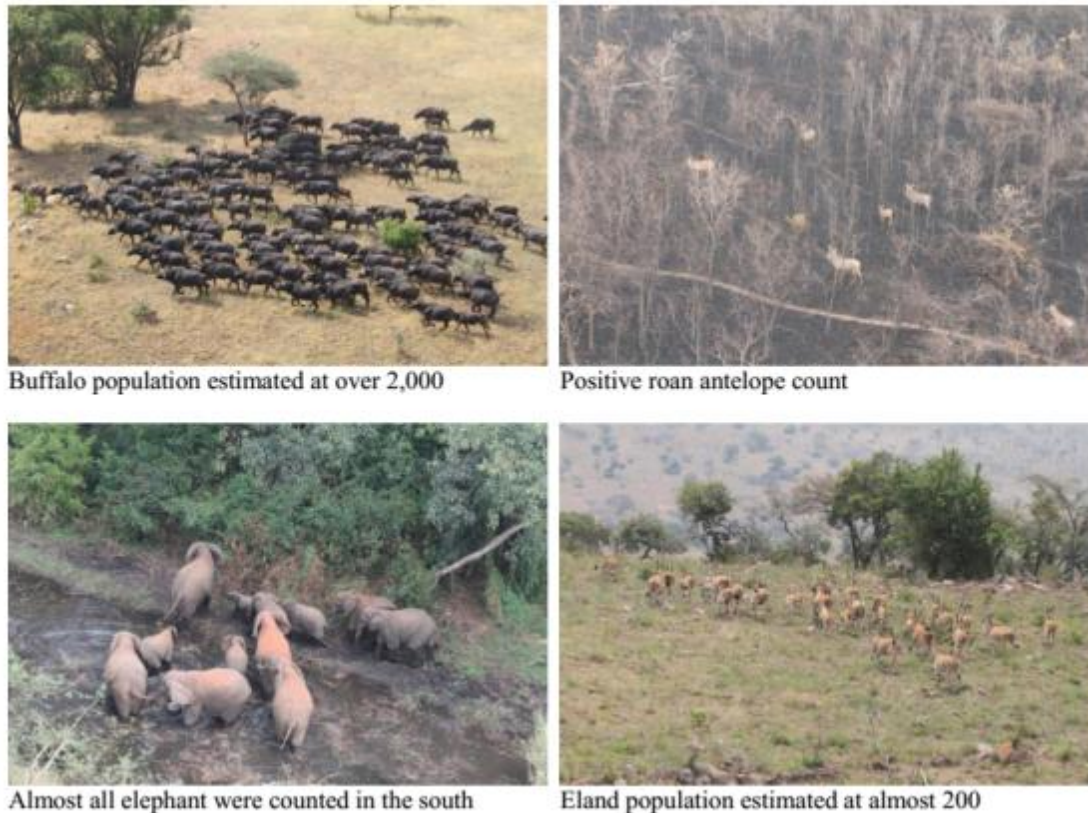 Buffalo population estimated at over 2,000
Positive roan antelope count
Almost all elephant were counted in the south
Eland population estimated at almost 200